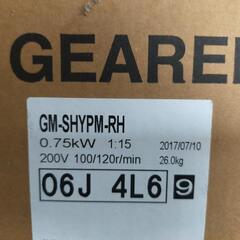 GEARE
GM-SHYPM-RH
0.75kW 1:15 2017/07/10
200V 100/120r/min 26.0kg
06J 4L6 9